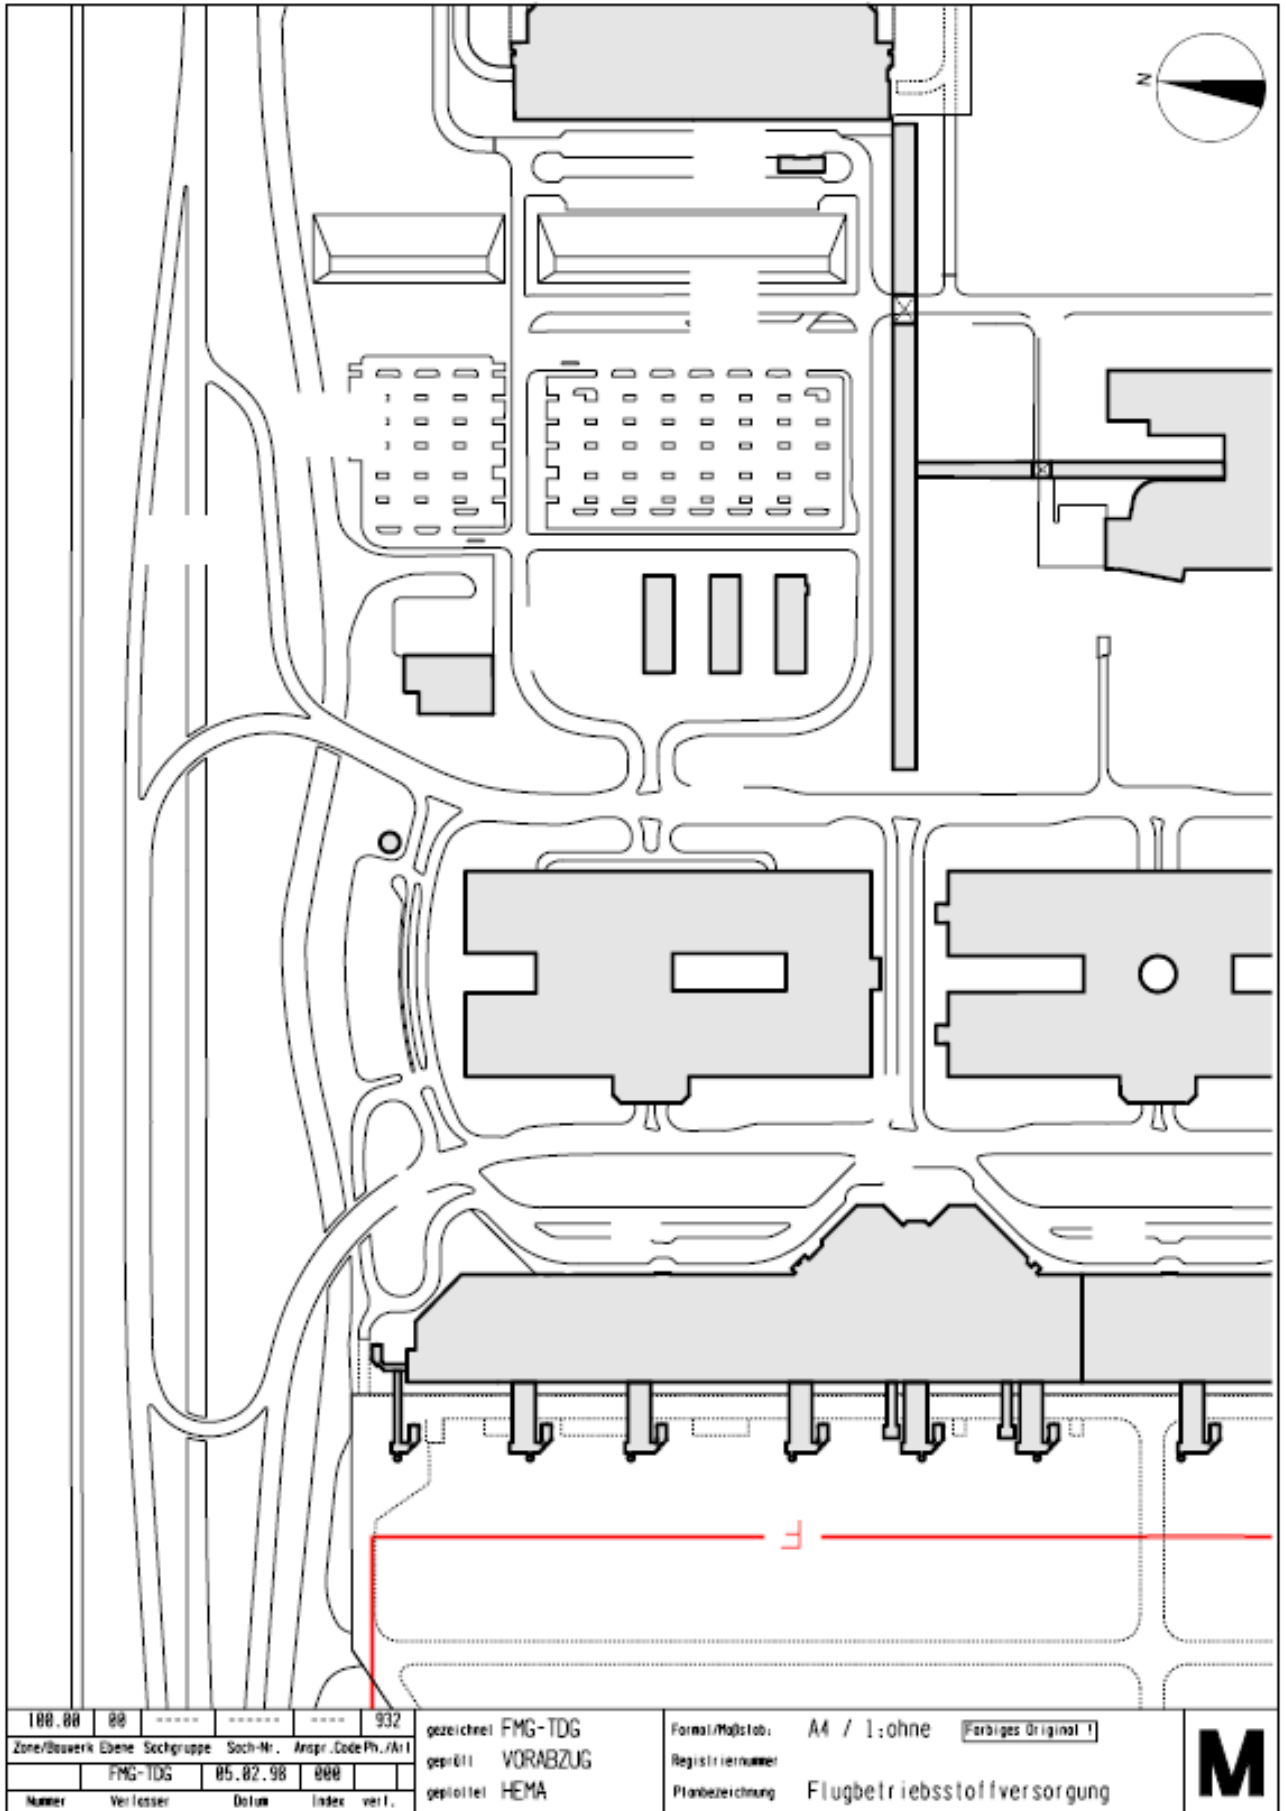 N
F
100.00 00 ----- ------ ---- 932
Zone/Bauwerk Ebene Sachgruppe Sach-Nr. Anspr.Code Ph./Art
FMG-TDG 05.02.98 000
Nummer Verfasser Datum Index verf.
gezeichnet FMG-TDG
geprüft VORABZUG
geplottet HEMA
Format/Maßstab: A4 / 1:ohne Farbiges Original !
Registriernummer
Planbezeichnung Flugbetriebsstoffversorgung
M